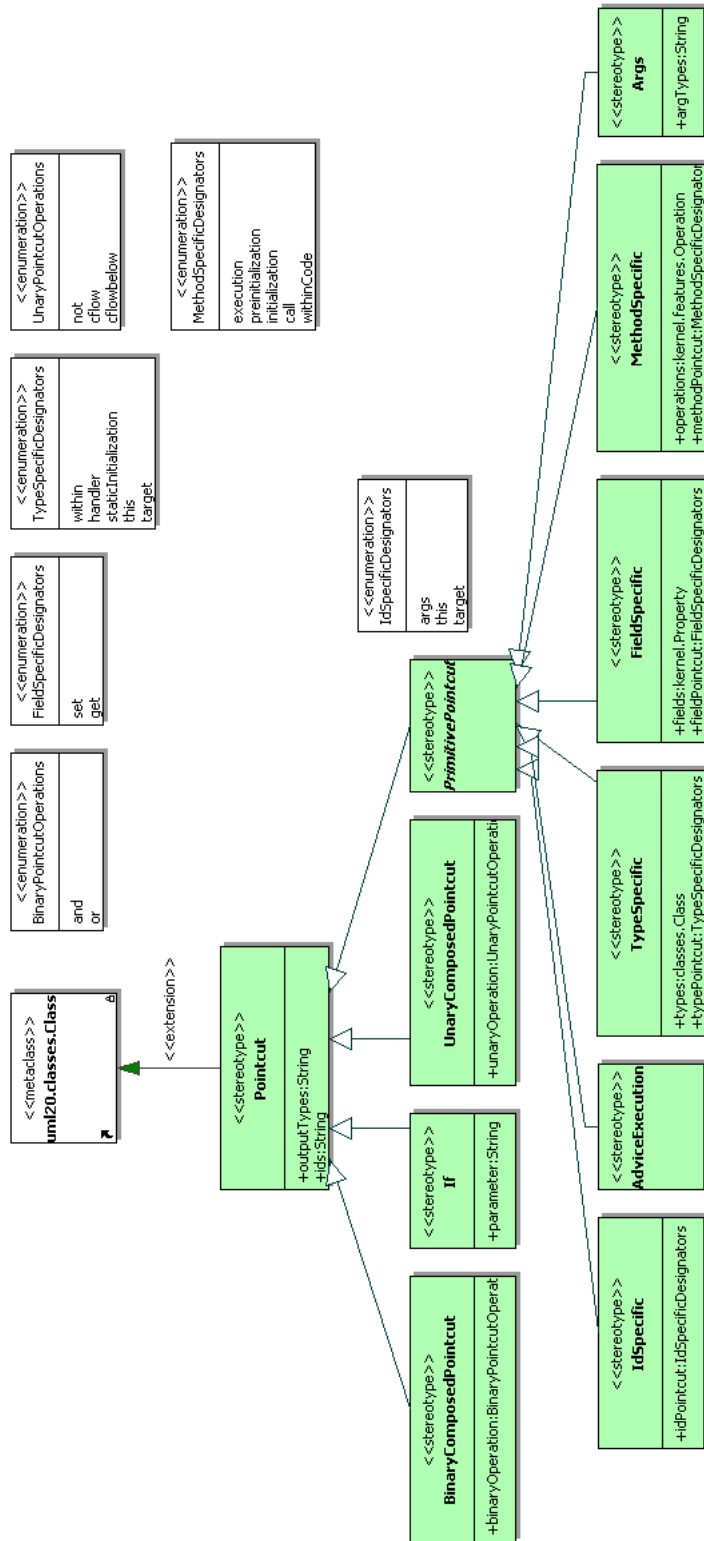 <<metaclass>>
uml20.classes.Class
<<extension>>
<<enumeration>>
BinaryPointcutOperations
and
or
<<enumeration>>
FieldSpecificDesignators
set
get
<<enumeration>>
TypeSpecificDesignators
within
handler
staticInitialization
this
target
<<enumeration>>
UnaryPointcutOperations
not
cflow
cflowbelow
<<enumeration>>
MethodSpecificDesignators
execution
preinitialization
initialization
call
withinCode
<<stereotype>>
Pointcut
+outputTypes:String
+ids:String
<<enumeration>>
IdSpecificDesignators
args
this
target
<<stereotype>>
BinaryComposedPointcut
+binaryOperation:BinaryPointcutOperat
<<stereotype>>
If
+parameter:String
<<stereotype>>
UnaryComposedPointcut
+unaryOperation:UnaryPointcutOperati
<<stereotype>>
PrimitivePointcut
<<stereotype>>
IdSpecific
+idPointcut:IdSpecificDesignators
<<stereotype>>
AdviceExecution
<<stereotype>>
TypeSpecific
+types:classes.Class
+typePointcut:TypeSpecificDesignators
<<stereotype>>
FieldSpecific
+fields:kernel.Property
+fieldPointcut:FieldSpecificDesignators
<<stereotype>>
MethodSpecific
+operations:kernel.features.Operation
+methodPointcut:MethodSpecificDesignator
<<stereotype>>
Args
+argTypes:String